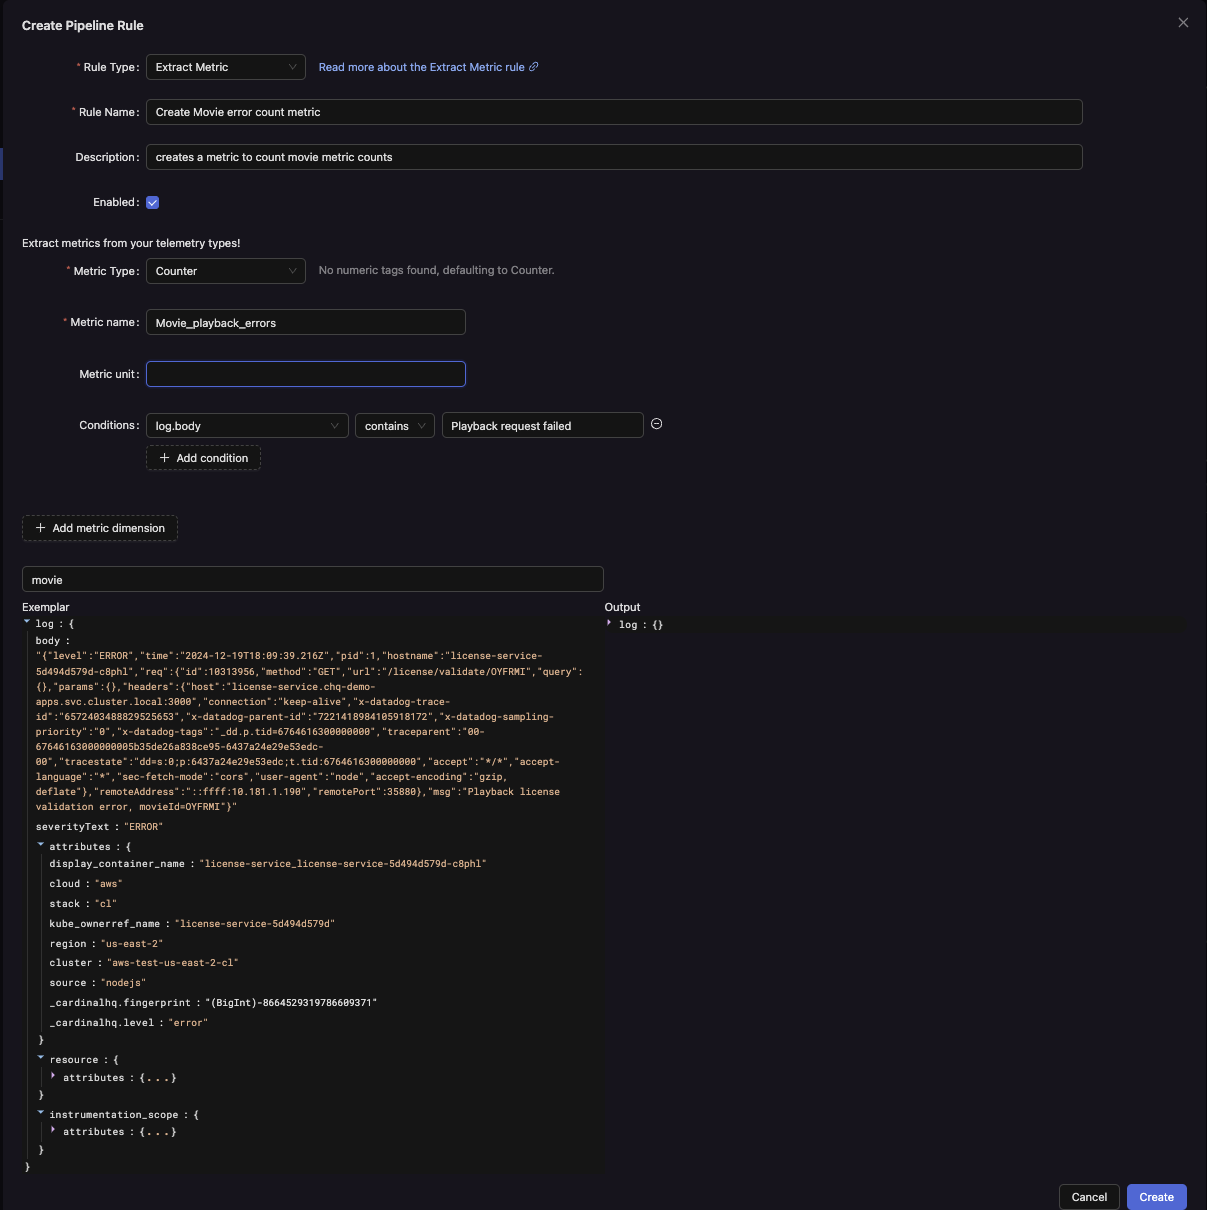 Create Pipeline Rule
* Rule Type: Extract Metric Read more about the Extract Metric rule
* Rule Name: Create Movie error count metric
Description: creates a metric to count movie metric counts
Enabled:
Extract metrics from your telemetry types!
* Metric Type: Counter No numeric tags found, defaulting to Counter.
* Metric name: Movie_playback_errors
Metric unit:
Conditions: log.body contains Playback request failed
+ Add condition
+ Add metric dimension
movie
Exemplar Output
log : { log : {}
body :
"{"level":"ERROR","time":"2024-12-19T18:09:39.216Z","pid":1,"hostname":"license-service-
5d494d579d-c8phl","req":{"id":10313956,"method":"GET","url":"/license/validate/OYFRMI","query":
{},"params":{},"headers":{"host":"license-service.chq-demo-
apps.svc.cluster.local:3000","connection":"keep-alive","x-datadog-trace-
id":"6572403488829525653","x-datadog-parent-id":"7221418984105918172","x-datadog-sampling-
priority":"0","x-datadog-tags":"_dd.p.tid=6764616300000000","traceparent":"00-
67646163000000005b35de26a838ce95-6437a24e29e53edc-
00","tracestate":"dd=s:0;p:6437a24e29e53edc;t.tid:6764616300000000","accept":"*/*","accept-
language":"*","sec-fetch-mode":"cors","user-agent":"node","accept-encoding":"gzip,
deflate"},"remoteAddress":"::ffff:10.181.1.190","remotePort":35880},"msg":"Playback license
validation error, movieId=OYFRMI"}"
severityText : "ERROR"
attributes : {
display_container_name : "license-service_license-service-5d494d579d-c8phl"
cloud : "aws"
stack : "cl"
kube_ownerref_name : "license-service-5d494d579d"
region : "us-east-2"
cluster : "aws-test-us-east-2-cl"
source : "nodejs"
_cardinalhq.fingerprint : "(BigInt)-8664529319786609371"
_cardinalhq.level : "error"
}
resource : {
attributes : {...}
}
instrumentation_scope : {
attributes : {...}
}
}
Cancel Create